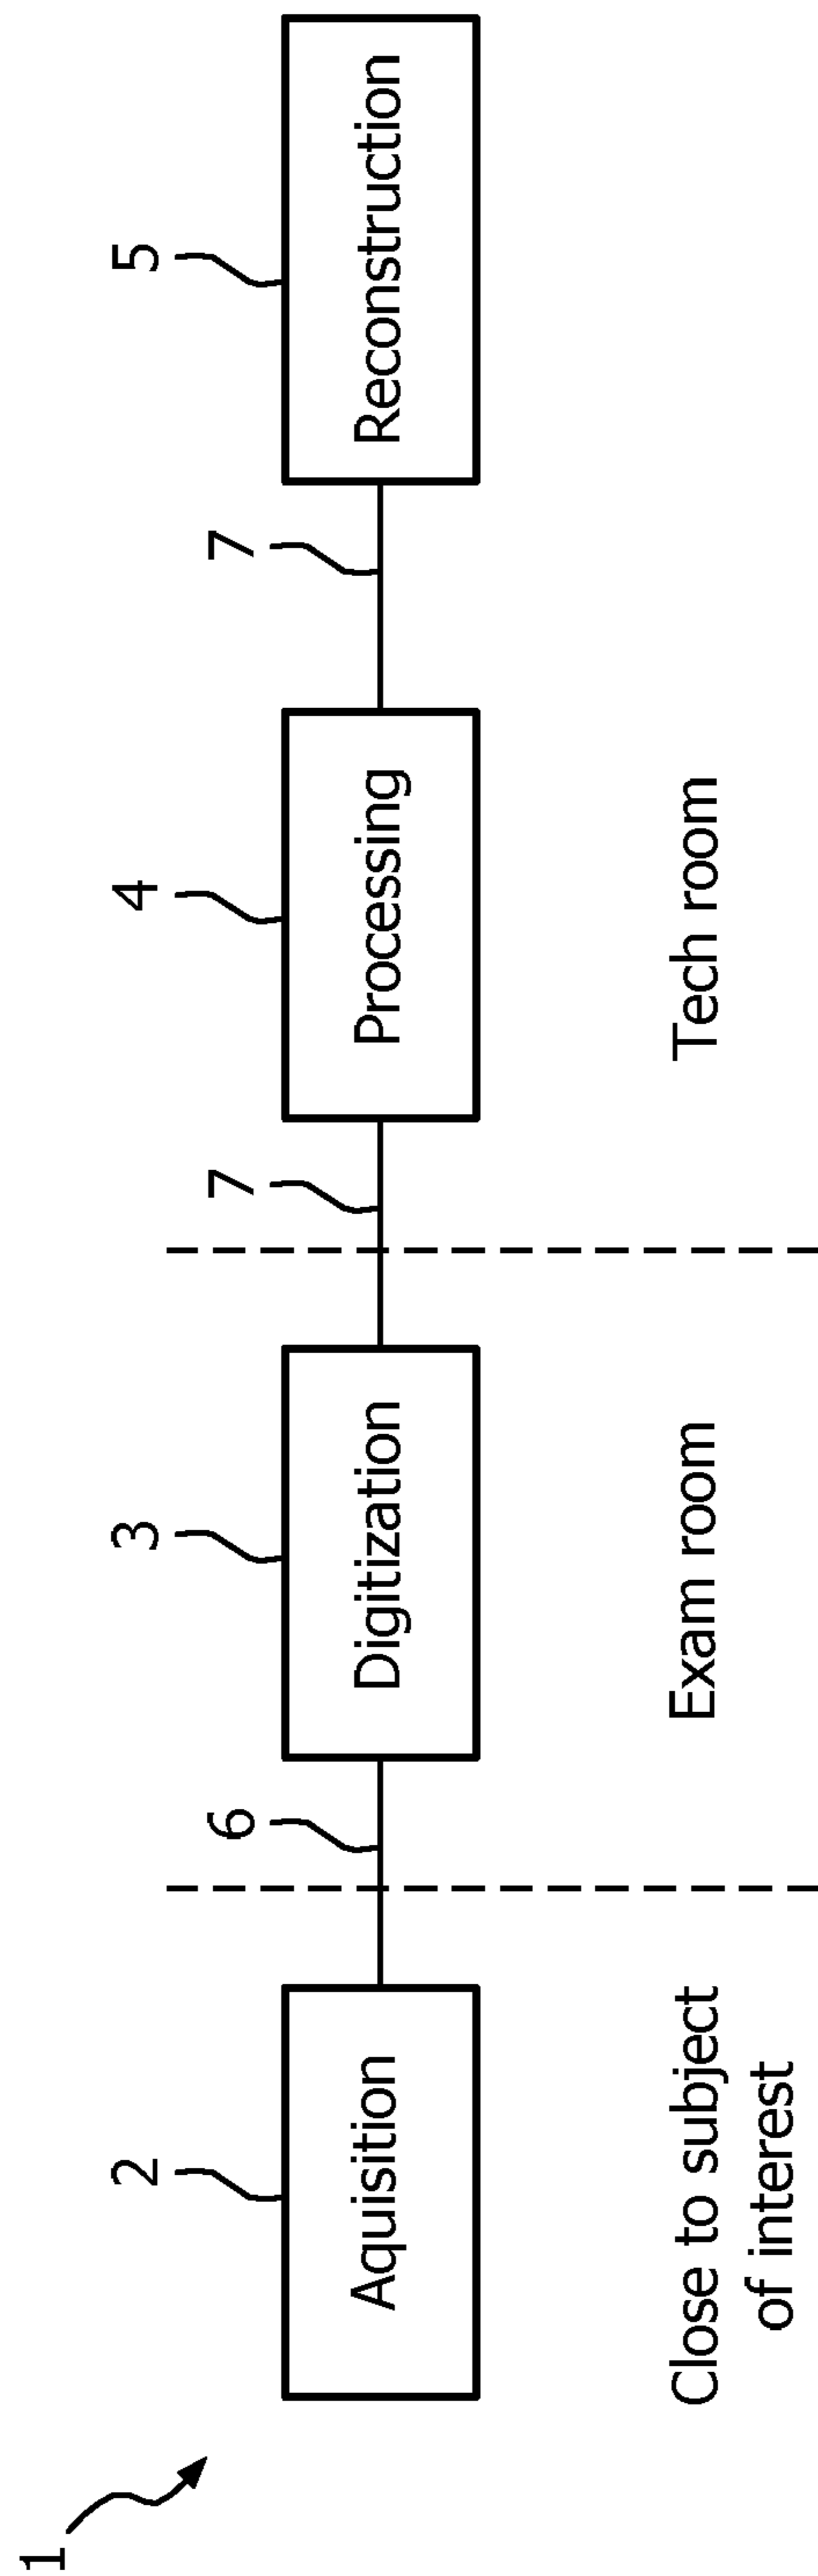 1
2
3
4
5
6
7
7
Aquisition
Digitization
Processing
Reconstruction
Close to subject
of interest
Exam room
Tech room